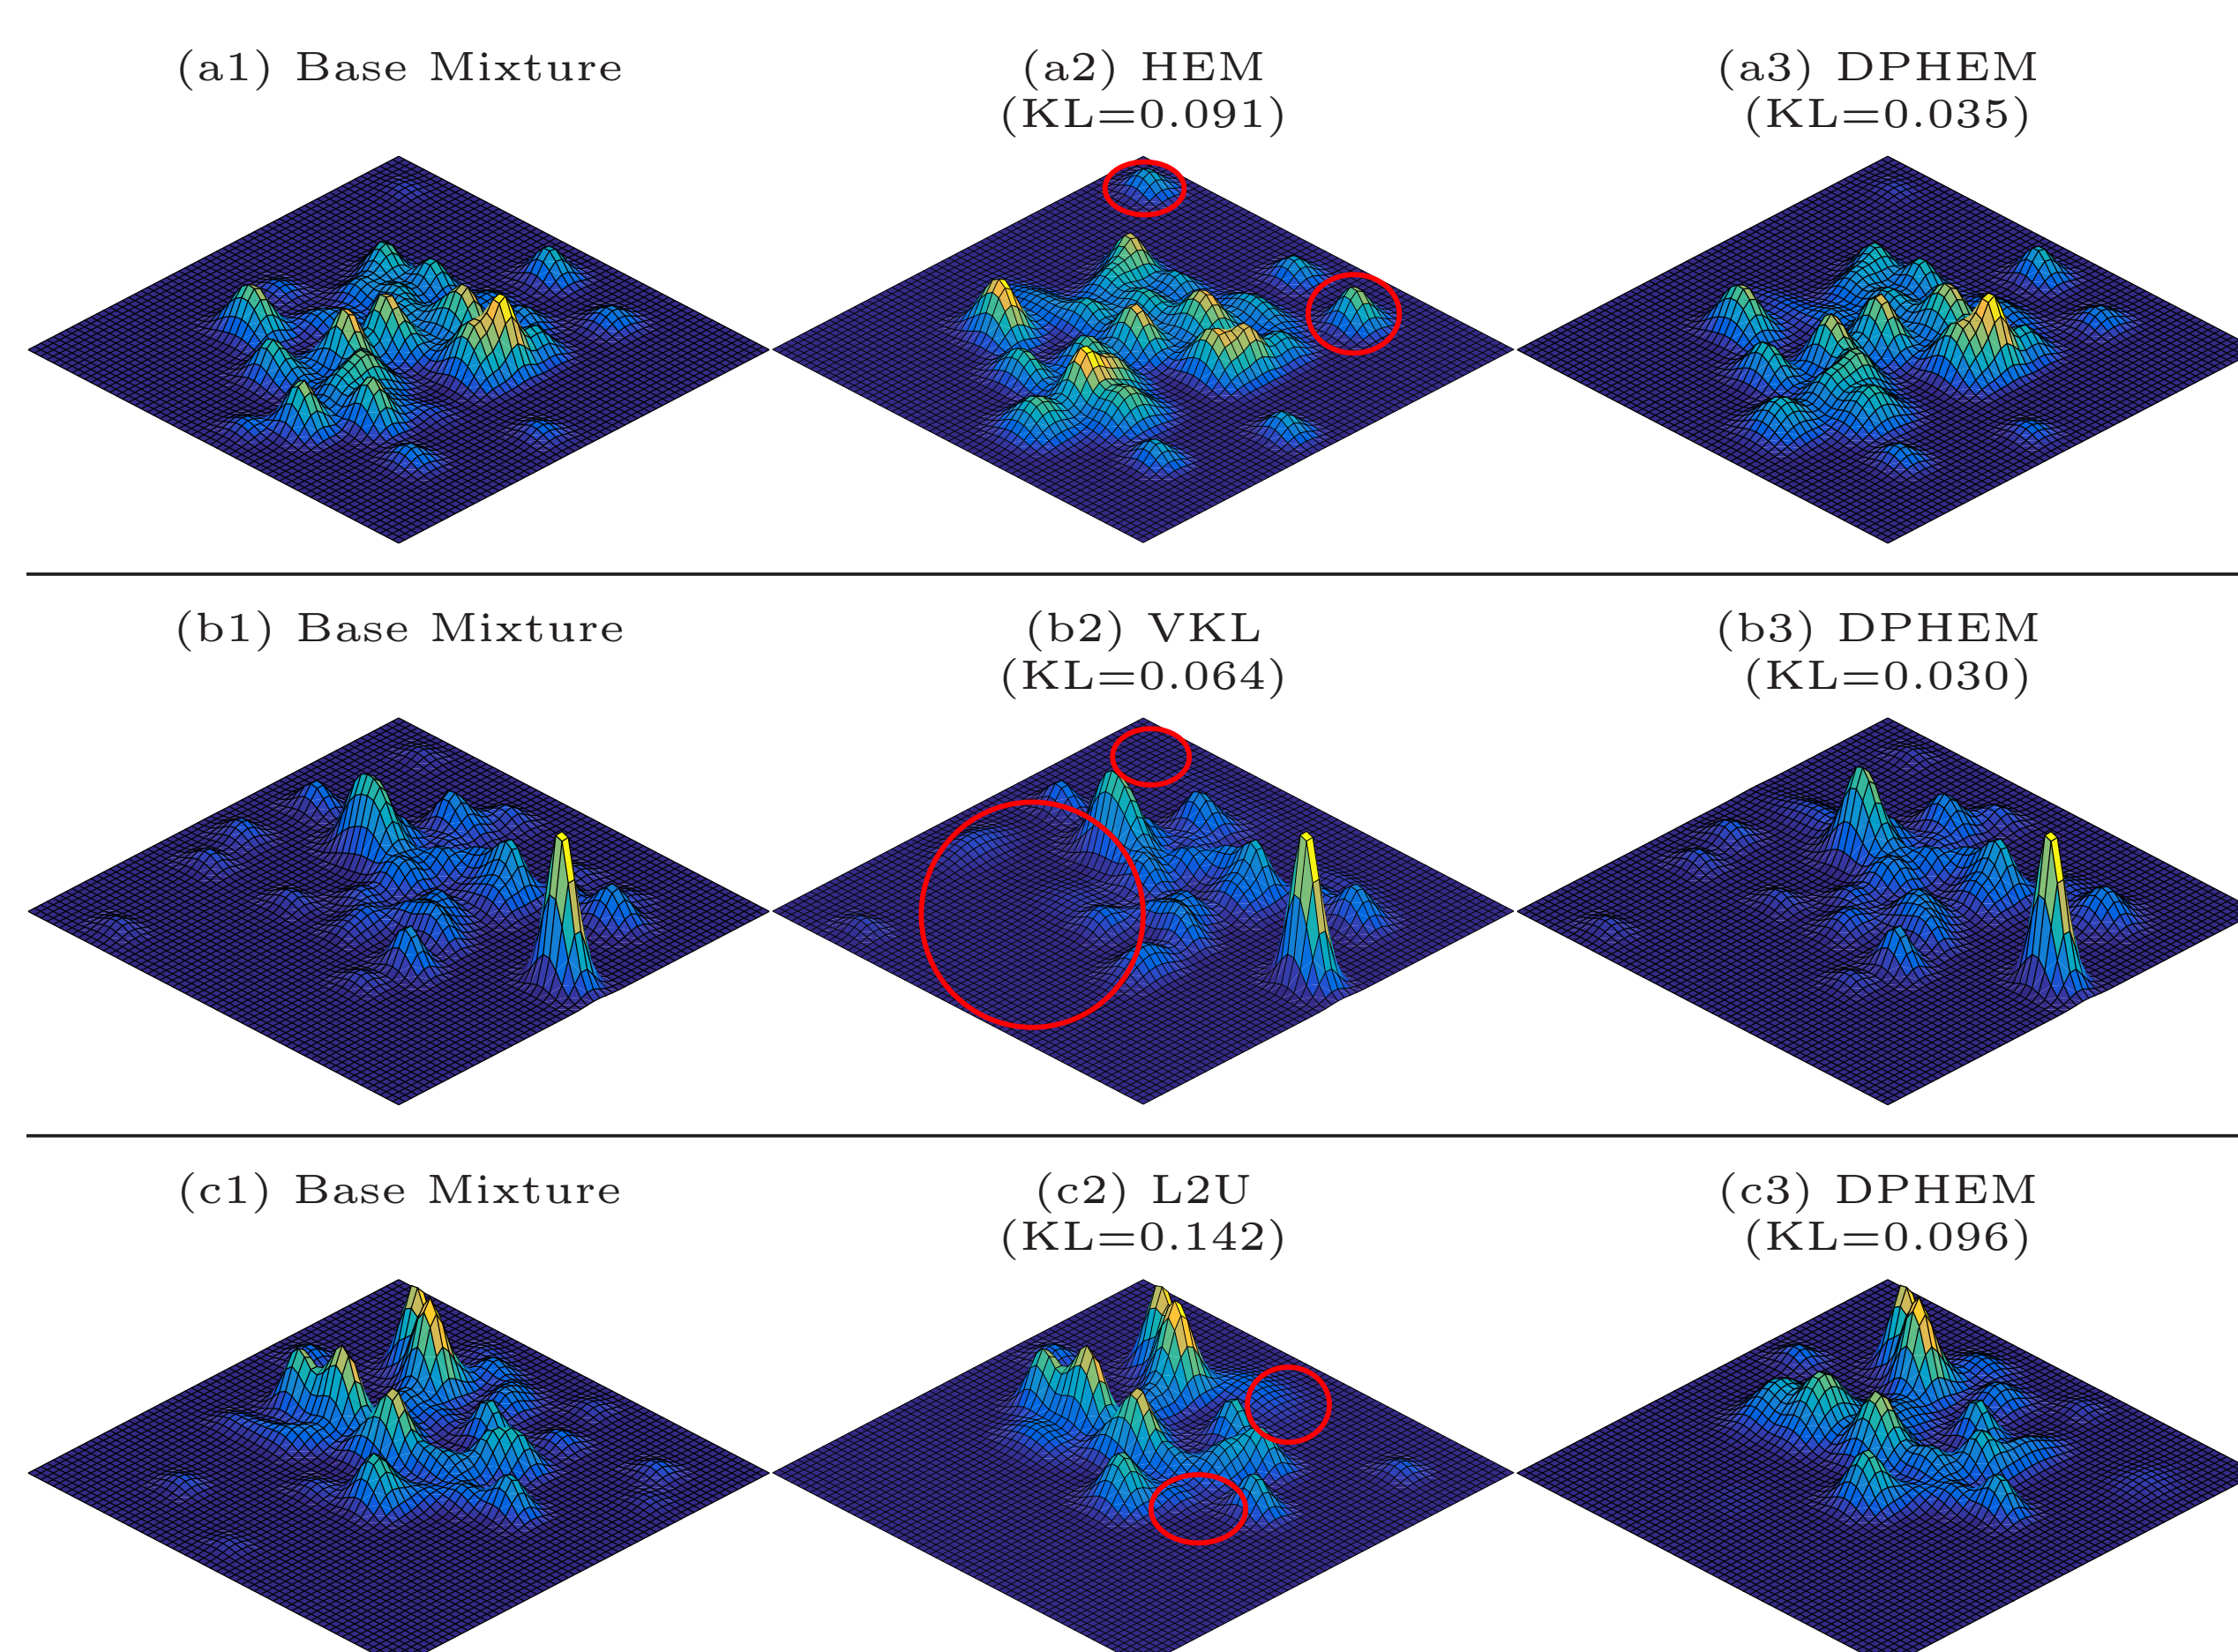 (a1) Base Mixture
(a2) HEM
(KL=0.091)
(a3) DPHEM
(KL=0.035)
(b1) Base Mixture
(b2) VKL
(KL=0.064)
(b3) DPHEM
(KL=0.030)
(c1) Base Mixture
(c2) L2U
(KL=0.142)
(c3) DPHEM
(KL=0.096)